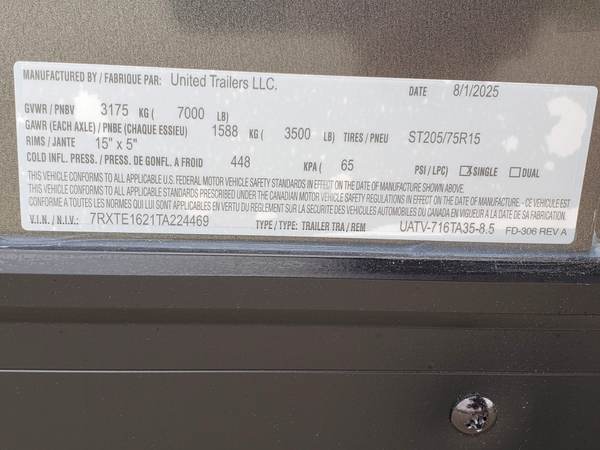 MANUFACTURED BY / FABRIQUE PAR: United Trailers LLC. DATE 8/1/2025
GVWR / PNBV 3175 KG ( 7000 LB)
GAWR (EACH AXLE) / PNBE (CHAQUE ESSIEU) 1588 KG ( 3500 LB) TIRES / PNEU ST205/75R15
RIMS / JANTE 15" x 5"
COLD INFL. PRESS. / PRESS. DE GONFL. A FROID 448 KPA ( 65 PSI / LPC) SINGLE DUAL
THIS VEHICLE CONFORMS TO ALL APPLICABLE U.S. FEDERAL MOTOR VEHICLE SAFETY STANDARDS IN EFFECT ON THE DATE OF MANUFACTURE SHOWN ABOVE.
THIS VEHICLE CONFORMS TO ALL APPLICABLE STANDARDS PRESCRIBED UNDER THE CANADIAN MOTOR VEHICLE SAFETY REGULATIONS IN EFFECT ON THE DATE OF MANUFACTURE - CE VEHICULE EST
CONFORME A TOUTES LES NORMES QUI LUI SONT APPLICABLES EN VERTU DU REGLEMENT SUR LA SECURITE DES VEHICULES AUTOMOBILES DU CANADA EN VIGUEUR A LA DATE DE SA FABRICATION
V.I.N. / N.I.V.: 7RXTE1621TA224469 TYPE / TYPE: TRAILER TRA / REM UATV-716TA35-8.5 FD-306 REV A